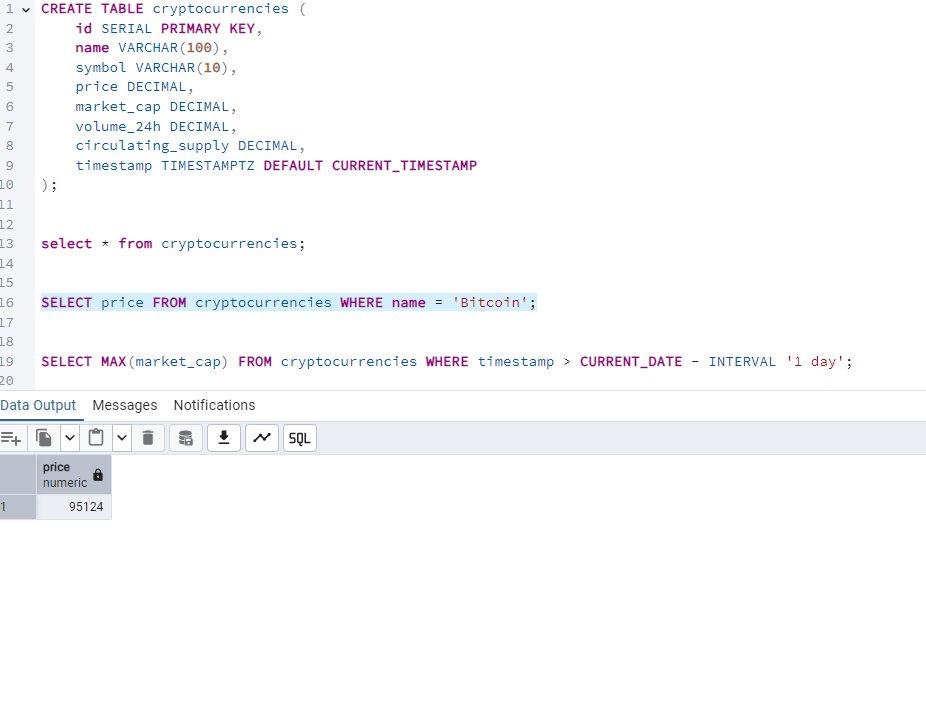 1 CREATE TABLE cryptocurrencies (
2 id SERIAL PRIMARY KEY,
3 name VARCHAR(100),
4 symbol VARCHAR(10),
5 price DECIMAL,
6 market_cap DECIMAL,
7 volume_24h DECIMAL,
8 circulating_supply DECIMAL,
9 timestamp TIMESTAMPTZ DEFAULT CURRENT_TIMESTAMP
10 );
11
12
13 select * from cryptocurrencies;
14
15
16 SELECT price FROM cryptocurrencies WHERE name = 'Bitcoin';
17
18
19 SELECT MAX(market_cap) FROM cryptocurrencies WHERE timestamp > CURRENT_DATE - INTERVAL '1 day';
20
Data Output Messages Notifications
SQL
price
numeric
1 95124